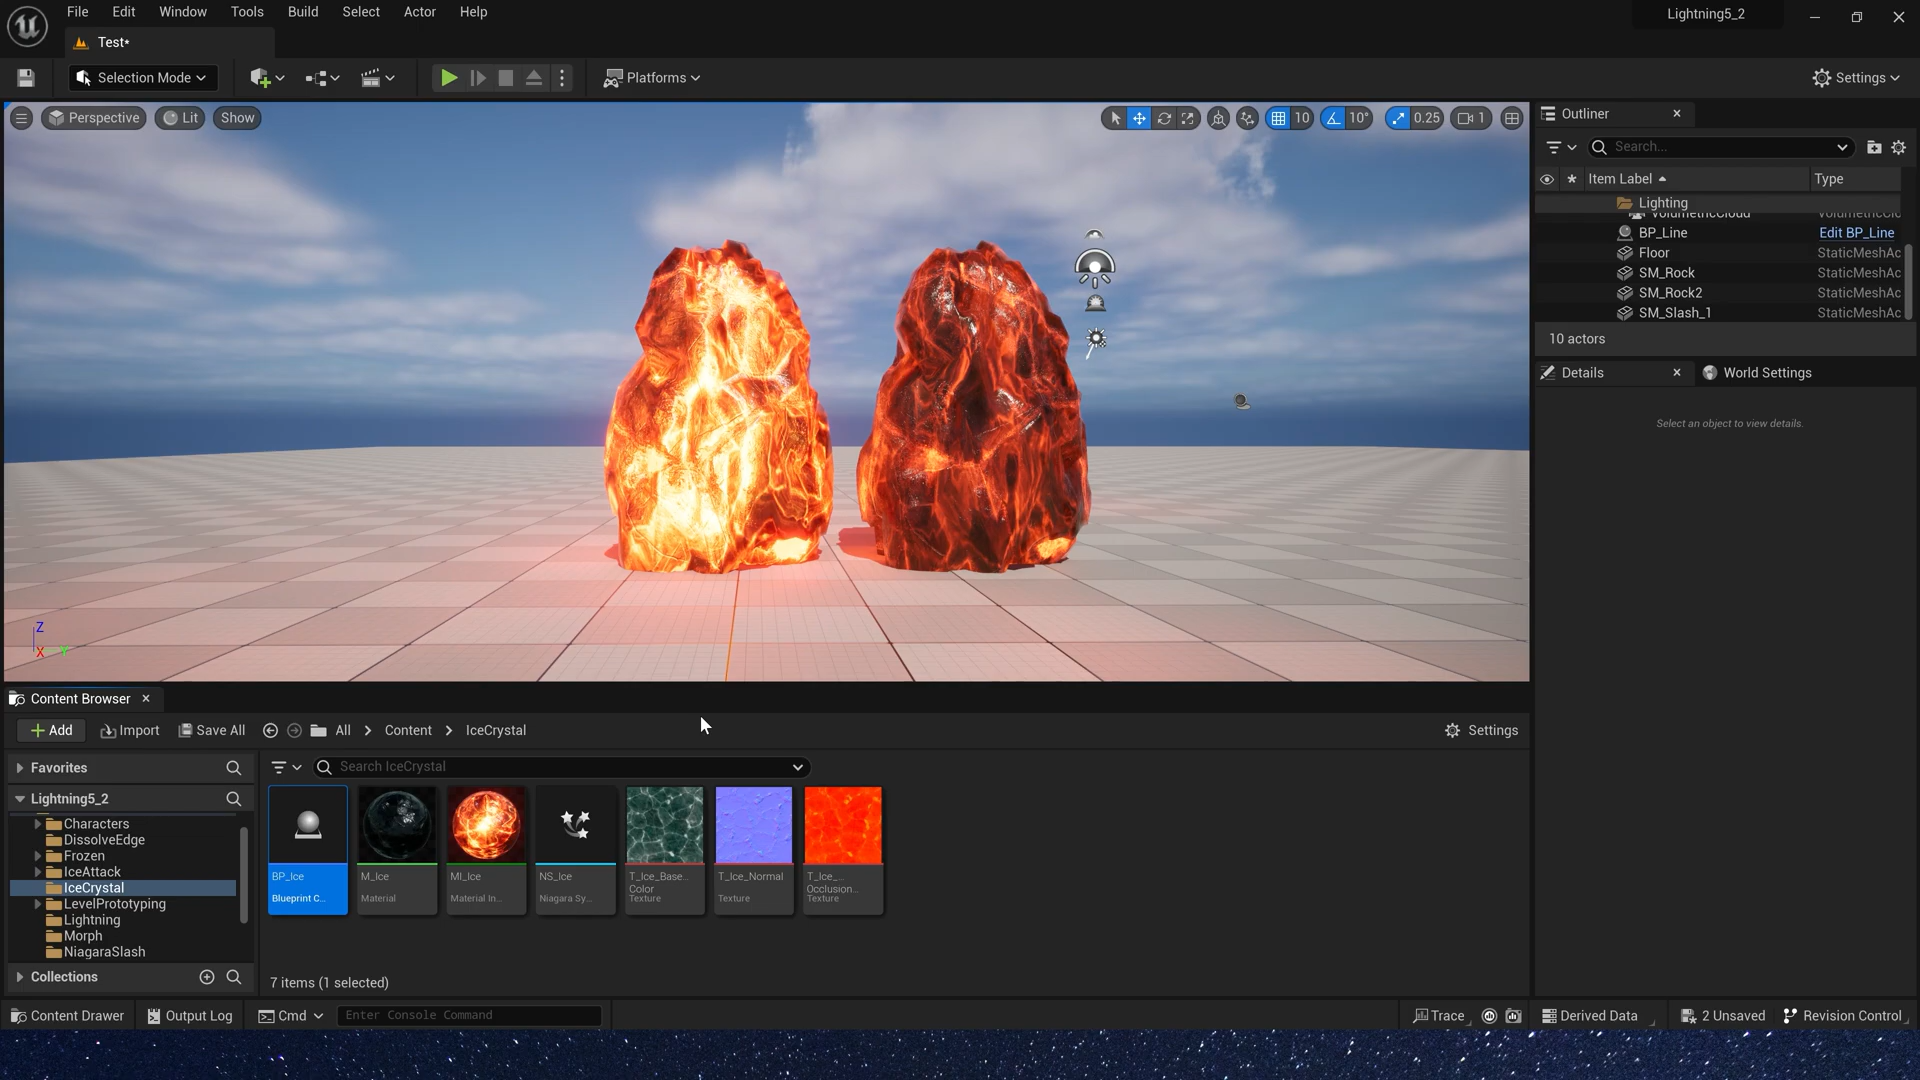 File Edit Window Tools Build Select Actor Help
Lightning5_2
Test*
Selection Mode
Platforms
Settings
Perspective Lit Show
10 10° 0.25 1
Outliner
Search...
Item Label Type
Lighting
VolumetricCloud VolumetricClo
BP_Line Edit BP_Line
Floor StaticMeshAc
SM_Rock StaticMeshAc
SM_Rock2 StaticMeshAc
SM_Slash_1 StaticMeshAc
10 actors
Details World Settings
Select an object to view details.
Z
X Y
Content Browser
Add Import Save All All > Content > IceCrystal Settings
Favorites
Search IceCrystal
Lightning5_2
Characters
DissolveEdge
Frozen
IceAttack
IceCrystal
LevelPrototyping
Lightning
Morph
NiagaraSlash
Collections
BP_Ice
Blueprint C...
M_Ice
Material
MI_Ice
Material In...
NS_Ice
Niagara Sy...
T_Ice_Base...
Color
Texture
T_Ice_Normal
Texture
T_Ice_...
Occlusion...
Texture
7 items (1 selected)
Content Drawer Output Log Cmd Enter Console Command
Trace Derived Data 2 Unsaved Revision Control